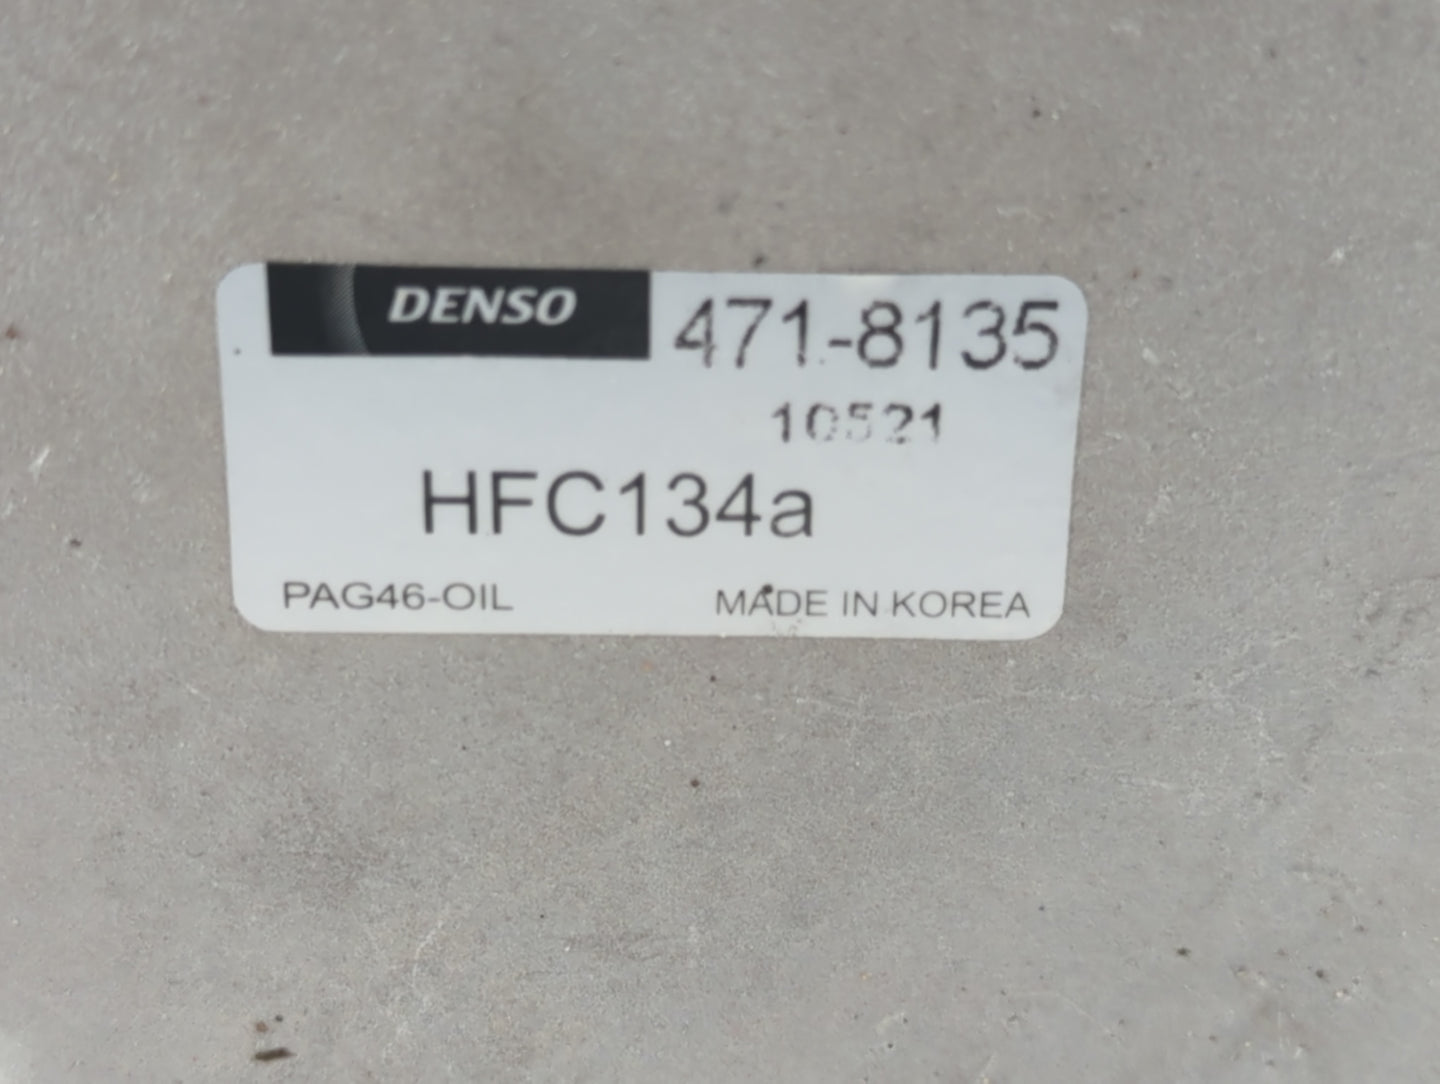 DENSO 471-8135
10521
HFC134a
PAG46-OIL MADE IN KOREA